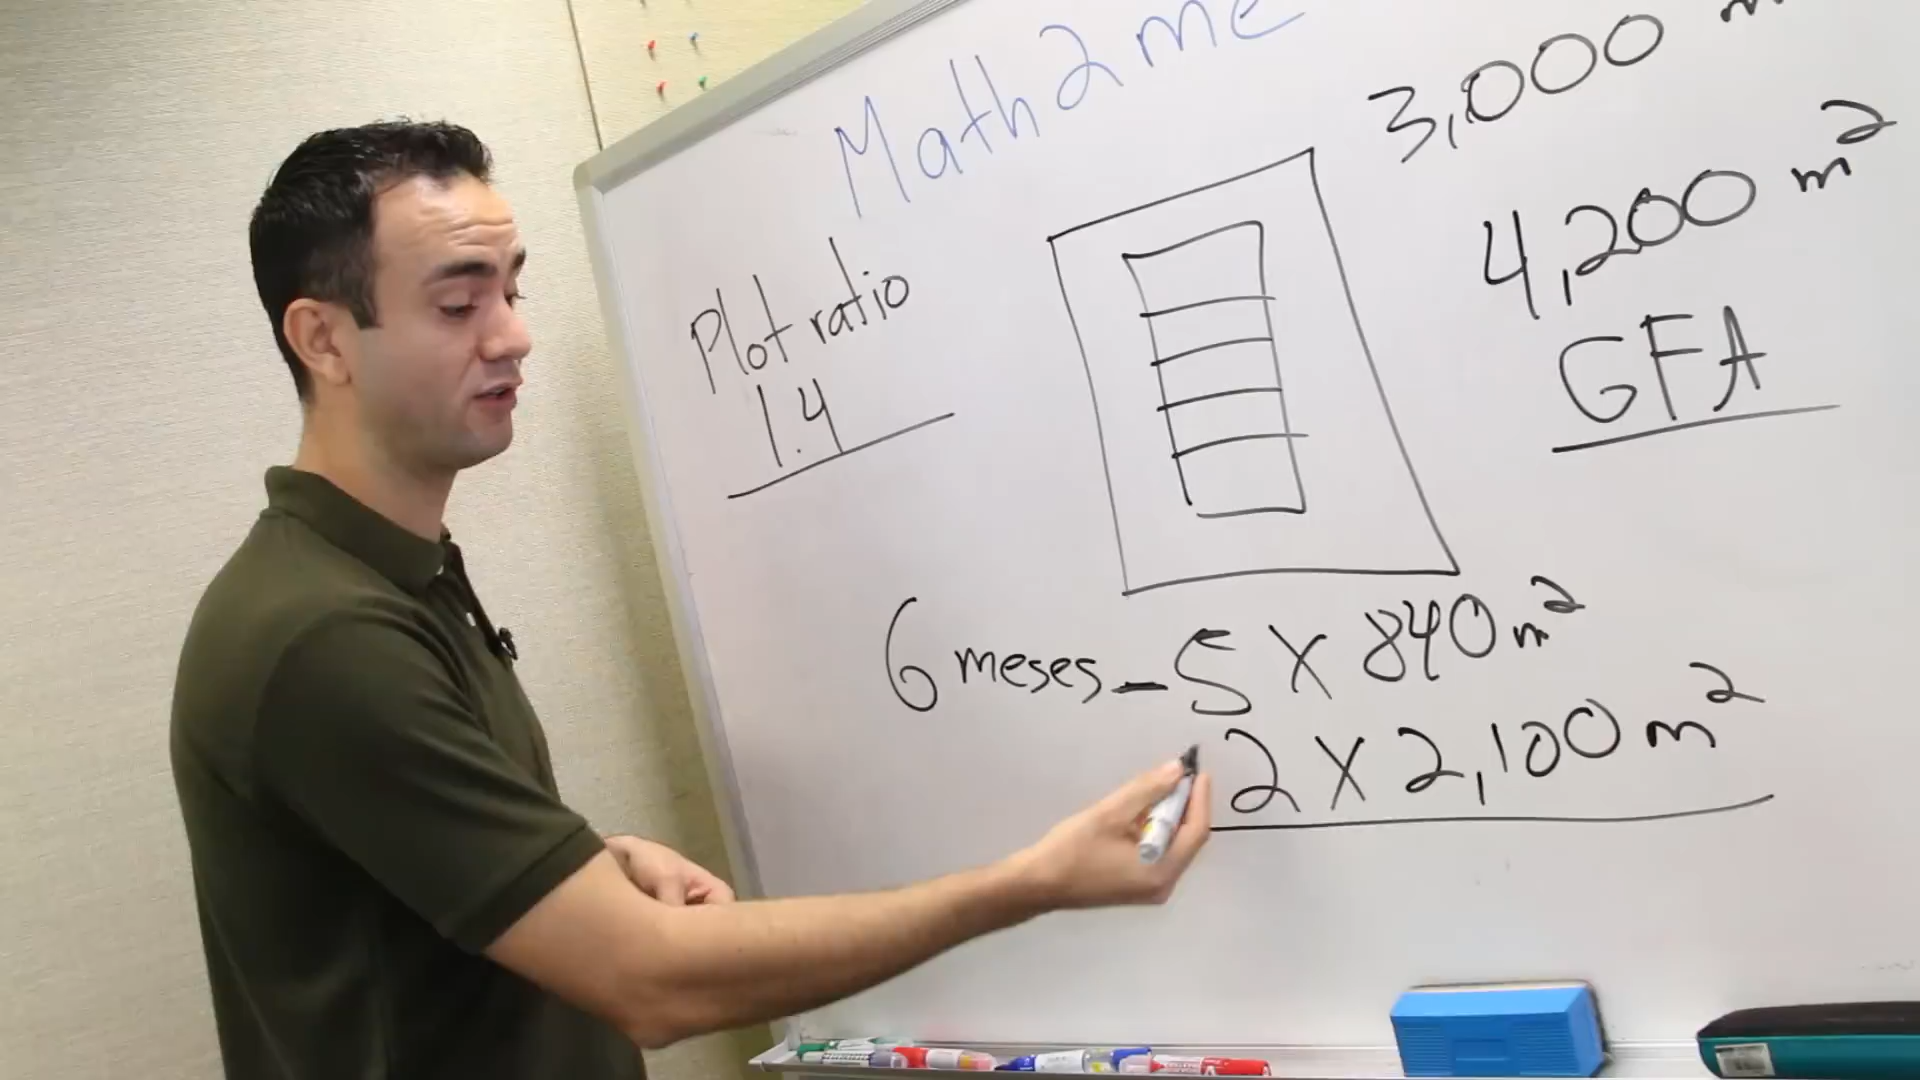 Math2me
3,000 m
4,200 m²
GFA
Plot ratio
1.4
6 meses - 5 X 840 m²
2 X 2,100 m²